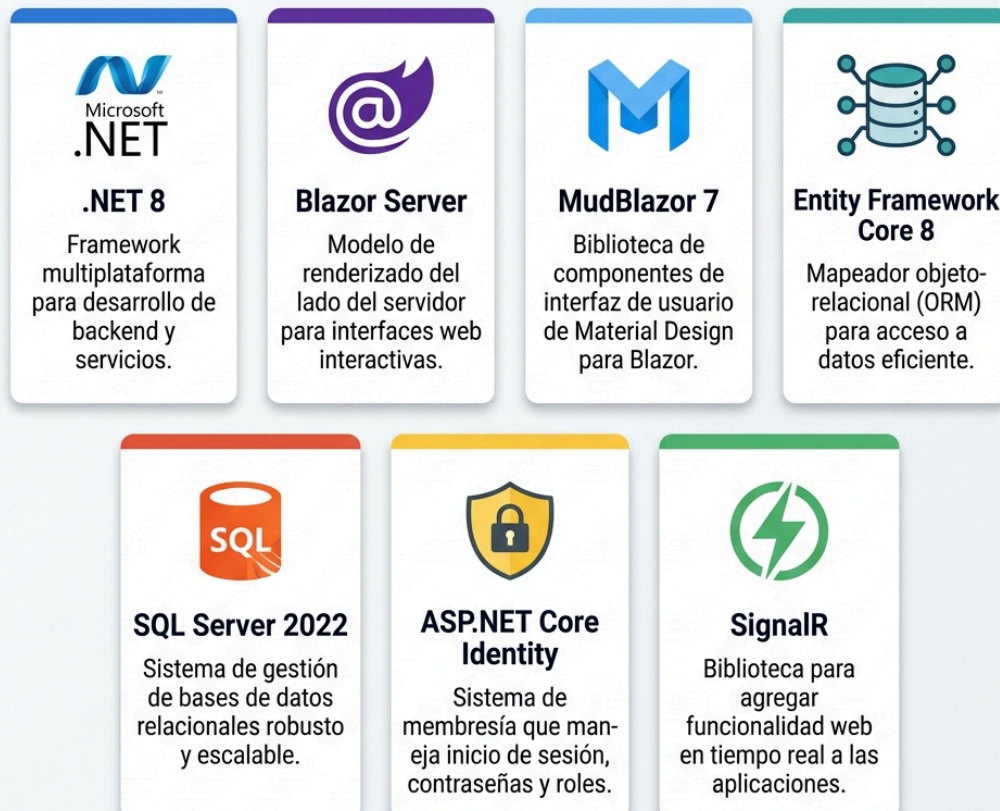 Microsoft
.NET
.NET 8
Framework
multiplataforma
para desarrollo de
backend y
servicios.
@
Blazor Server
Modelo de
renderizado del
lado del servidor
para interfaces web
interactivas.
MudBlazor 7
Biblioteca de
componentes de
interfaz de usuario
de Material Design
para Blazor.
Entity Framework
Core 8
Mapeador objeto-
relacional (ORM)
para acceso a
datos eficiente.
SQL
SQL Server 2022
Sistema de gestión
de bases de datos
relacionales robusto
y escalable.
ASP.NET Core
Identity
Sistema de
membresía que man-
eja inicio de sesión,
contraseñas y roles.
SignalR
Biblioteca para
agregar
funcionalidad web
en tiempo real a las
aplicaciones.